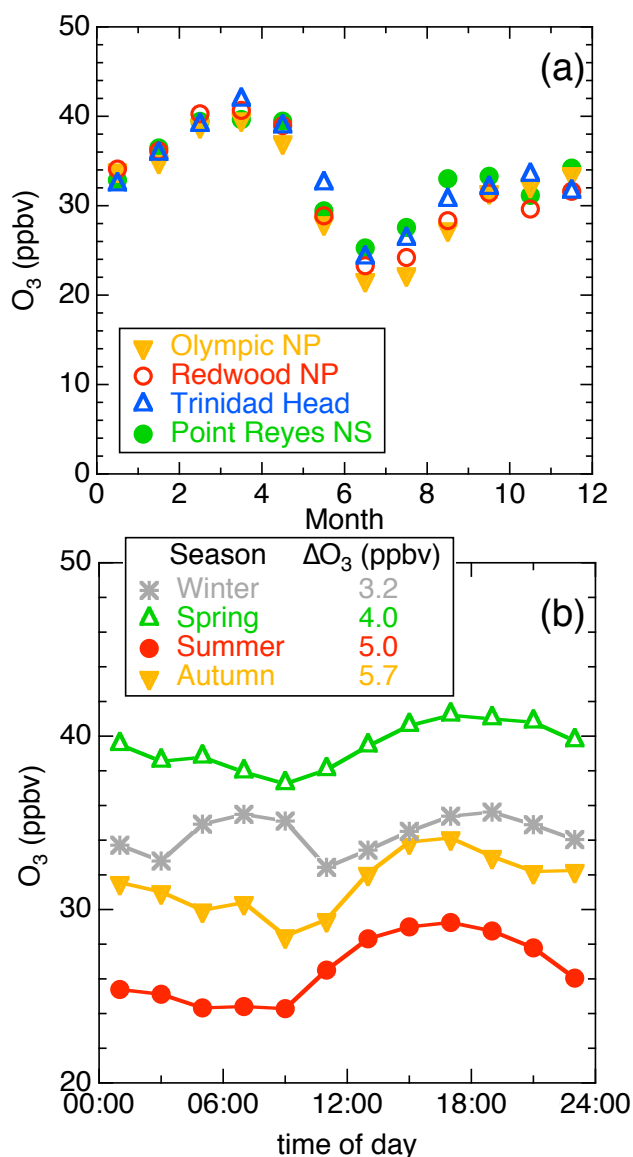 50
(a)
40
30
O3 (ppbv)
20
Olympic NP
Redwood NP
10
Trinidad Head
Point Reyes NS
0
0 2 4 6 8 10 12
Month
Season ΔO3 (ppbv)
50
(b)
Winter 3.2
Spring 4.0
Summer 5.0
Autumn 5.7
40
O3 (ppbv)
30
20
00:00 06:00 12:00 18:00 24:00
time of day